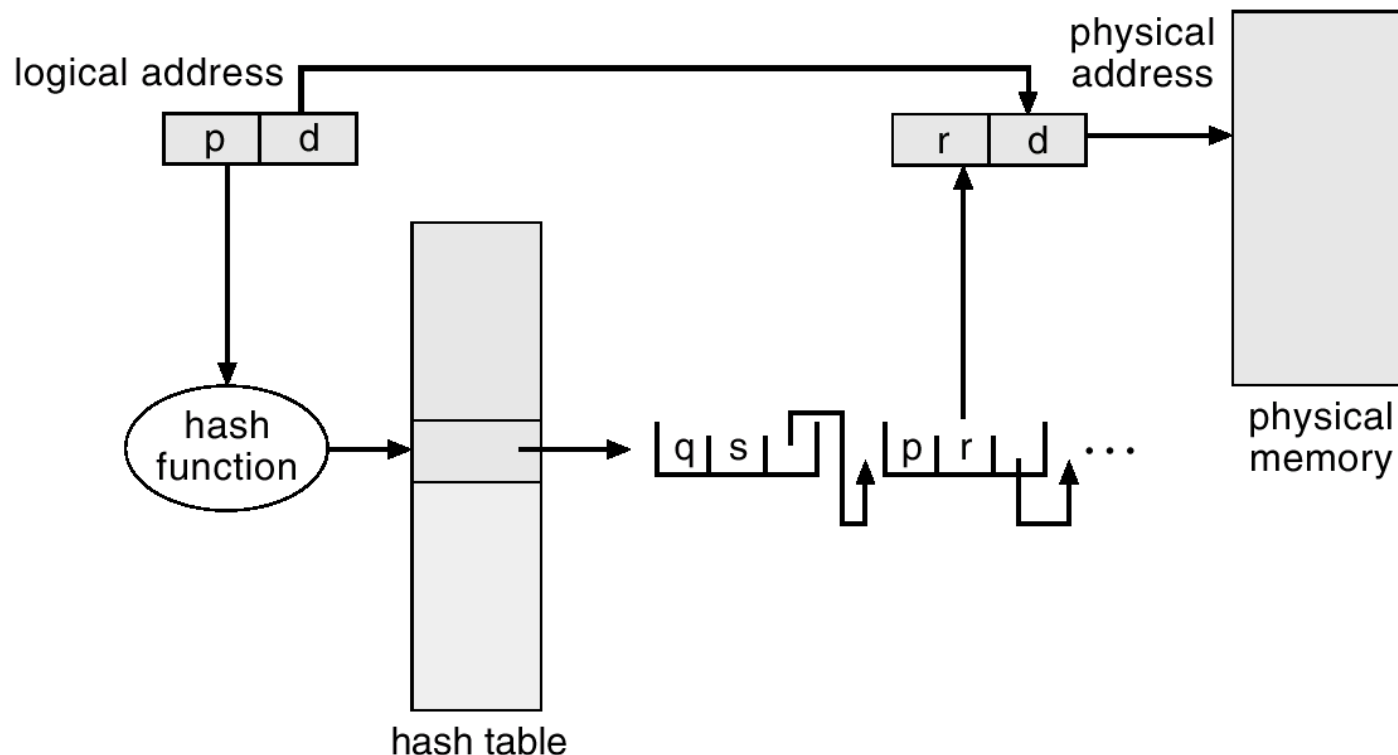 logical address
physical
address
p d
r d
hash
function
q s
p r
...
physical
memory
hash table